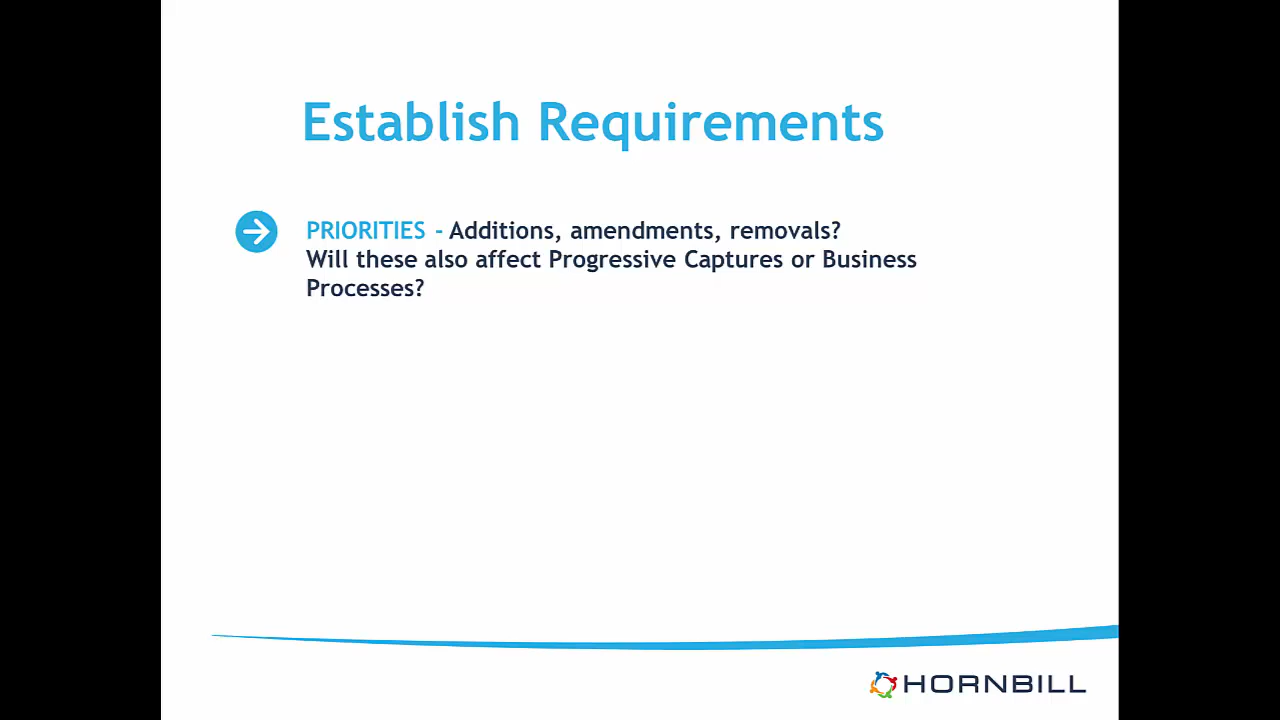 Establish Requirements
PRIORITIES - Additions, amendments, removals?
Will these also affect Progressive Captures or Business
Processes?
HORNBILL